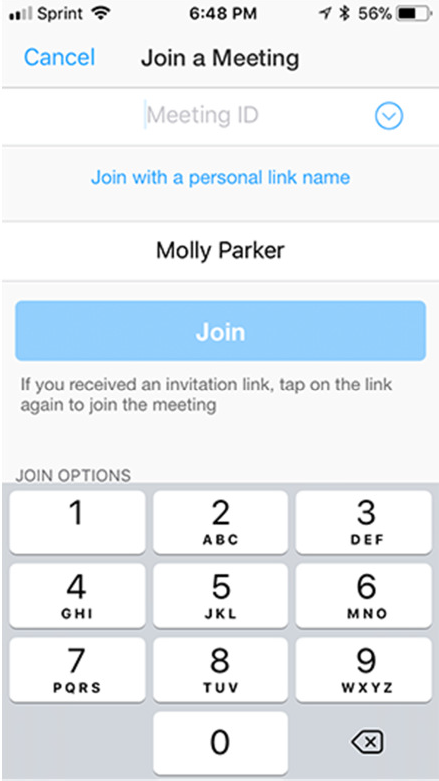 Sprint 6:48 PM 56%
Cancel Join a Meeting
Meeting ID
Join with a personal link name
Molly Parker
Join
If you received an invitation link, tap on the link
again to join the meeting
JOIN OPTIONS
1 2 3
ABC DEF
4 5 6
GHI JKL MNO
7 8 9
PQRS TUV WXYZ
0